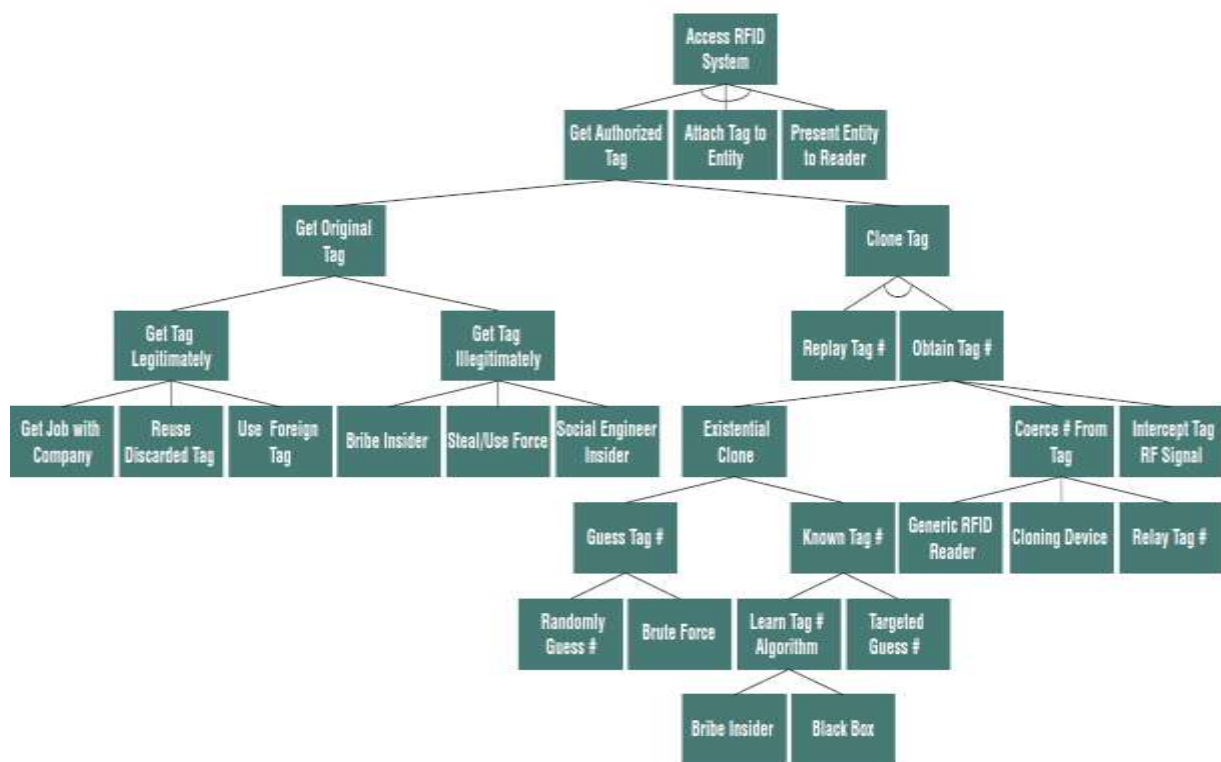 Access RFID
System
Get Authorized
Tag
Attach Tag to
Entity
Present Entity
to Reader
Get Original
Tag
Clone Tag
Get Tag
Legitimately
Get Tag
Illegitimately
Replay Tag #
Obtain Tag #
Get Job with
Company
Reuse
Discarded Tag
Use Foreign
Tag
Bribe Insider
Steal/Use Force
Social Engineer
Insider
Existential
Clone
Coerce # From
Tag
Intercept Tag
RF Signal
Guess Tag #
Known Tag #
Generic RFID
Reader
Cloning Device
Relay Tag #
Randomly
Guess #
Brute Force
Learn Tag #
Algorithm
Targeted
Guess #
Bribe Insider
Black Box